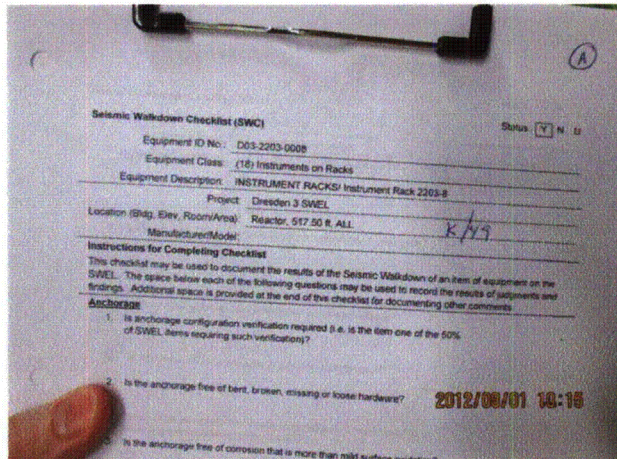 A
Seismic Walkdown Checklist (SWC)
Status: Y N U
Equipment ID No.: D03-2203-0008
Equipment Class: (18) Instruments on Racks
Equipment Description: INSTRUMENT RACKS/ Instrument Rack 2203-8
Project: Dresden 3 SWEL
Location (Bldg, Elev, Room/Area): Reactor, 517.50 ft, ALL
Manufacturer/Model:
Instructions for Completing Checklist
This checklist may be used to document the results of the Seismic Walkdown of an item of equipment on the
SWEL. The space below each of the following questions may be used to record the results of judgments and
findings. Additional space is provided at the end of this checklist for documenting other comments.
Anchorage
1. Is anchorage configuration verification required (i.e. is the item one of the 50%
of SWEL items requiring such verification)?
2. Is the anchorage free of bent, broken, missing or loose hardware?
Is the anchorage free of corrosion that is more than mild surface